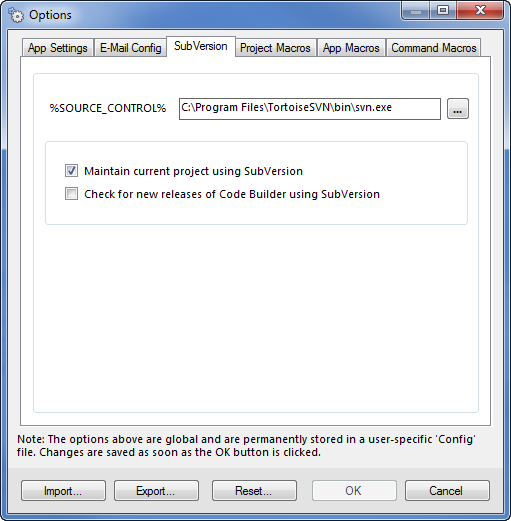 Options
App Settings
E-Mail Config
SubVersion
Project Macros
App Macros
Command Macros
%SOURCE_CONTROL%
C:\Program Files\TortoiseSVN\bin\svn.exe
...
Maintain current project using SubVersion
Check for new releases of Code Builder using SubVersion
Note: The options above are global and are permanently stored in a user-specific 'Config'
file. Changes are saved as soon as the OK button is clicked.
Import...
Export...
Reset...
OK
Cancel